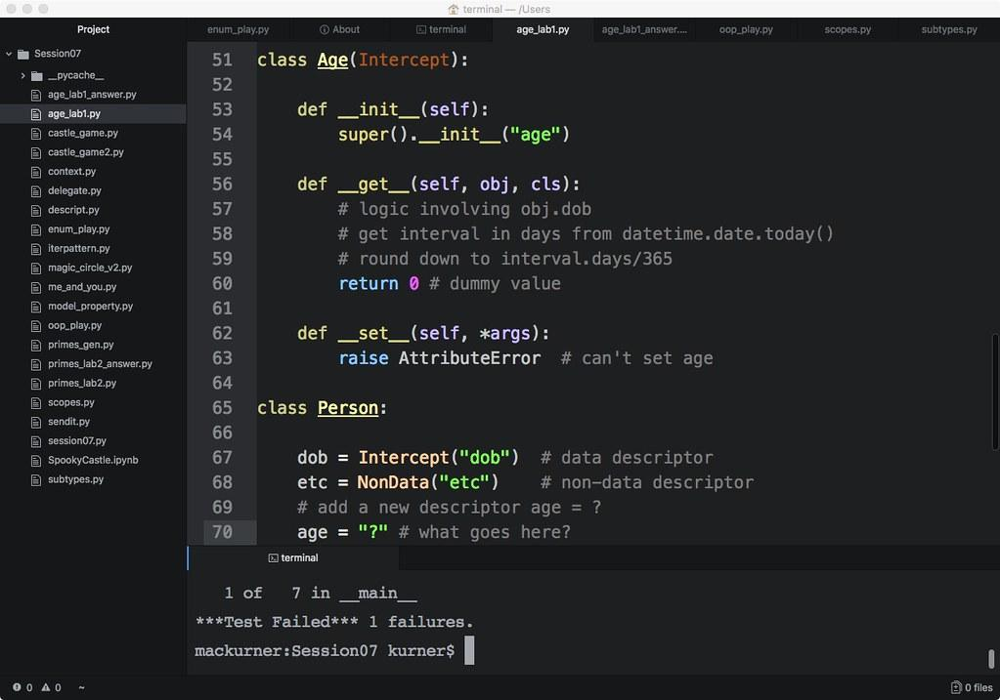 terminal — /Users
Project
enum_play.py
About
terminal
age_lab1.py
age_lab1_answer....
oop_play.py
scopes.py
subtypes.py
Session07
__pycache__
age_lab1_answer.py
age_lab1.py
castle_game.py
castle_game2.py
context.py
delegate.py
descript.py
enum_play.py
iterpattern.py
magic_circle_v2.py
me_and_you.py
model_property.py
oop_play.py
primes_gen.py
primes_lab2_answer.py
primes_lab2.py
scopes.py
sendit.py
session07.py
SpookyCastle.ipynb
subtypes.py
51 class Age(Intercept):
52
53     def __init__(self):
54         super().__init__("age")
55
56     def __get__(self, obj, cls):
57         # logic involving obj.dob
58         # get interval in days from datetime.date.today()
59         # round down to interval.days/365
60         return 0 # dummy value
61
62     def __set__(self, *args):
63         raise AttributeError  # can't set age
64
65 class Person:
66
67     dob = Intercept("dob")  # data descriptor
68     etc = NonData("etc")    # non-data descriptor
69     # add a new descriptor age = ?
70     age = "?" # what goes here?
terminal
   1 of   7 in __main__
***Test Failed*** 1 failures.
mackurner:Session07 kurner$
0 0 ~
0 files